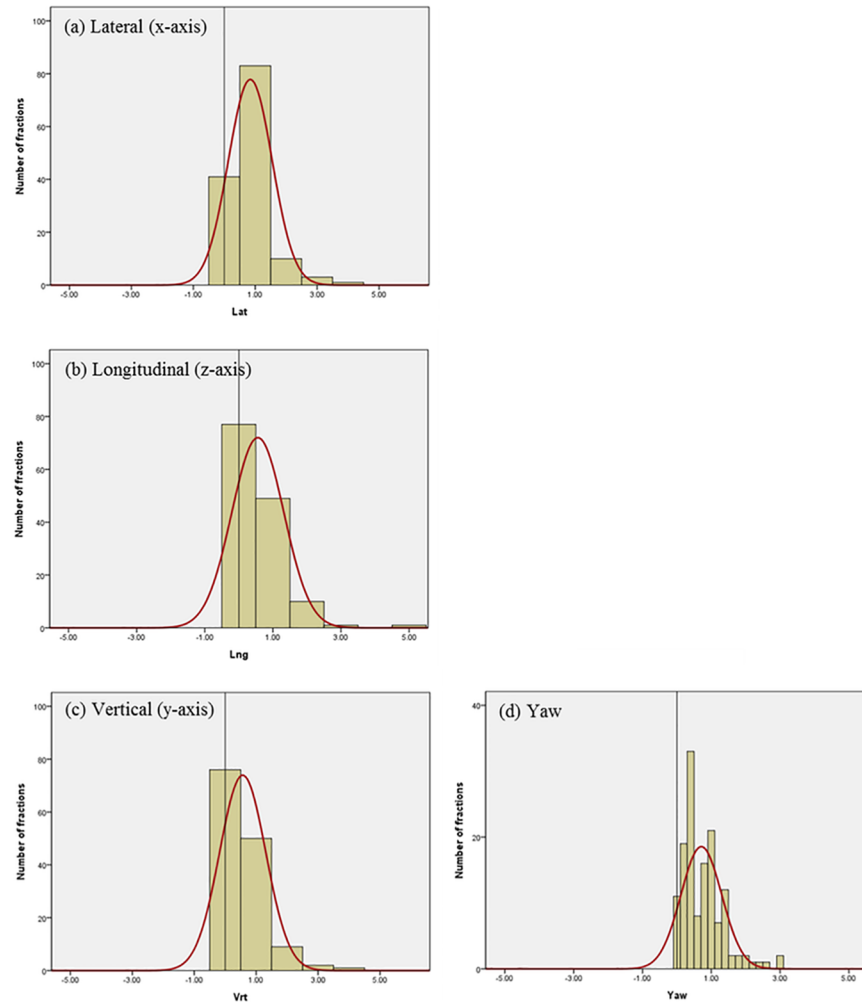 (a) Lateral (x-axis)
Number of fractions
100
80
60
40
20
0
-5.00 -3.00 -1.00 1.00 3.00 5.00
Lat
(b) Longitudinal (z-axis)
Number of fractions
100
80
60
40
20
0
-5.00 -3.00 -1.00 1.00 3.00 5.00
Lng
(c) Vertical (y-axis)
Number of fractions
100
80
60
40
20
0
-5.00 -3.00 -1.00 1.00 3.00 5.00
Vrt
(d) Yaw
Number of fractions
40
20
0
-5.00 -3.00 -1.00 1.00 3.00 5.00
Yaw